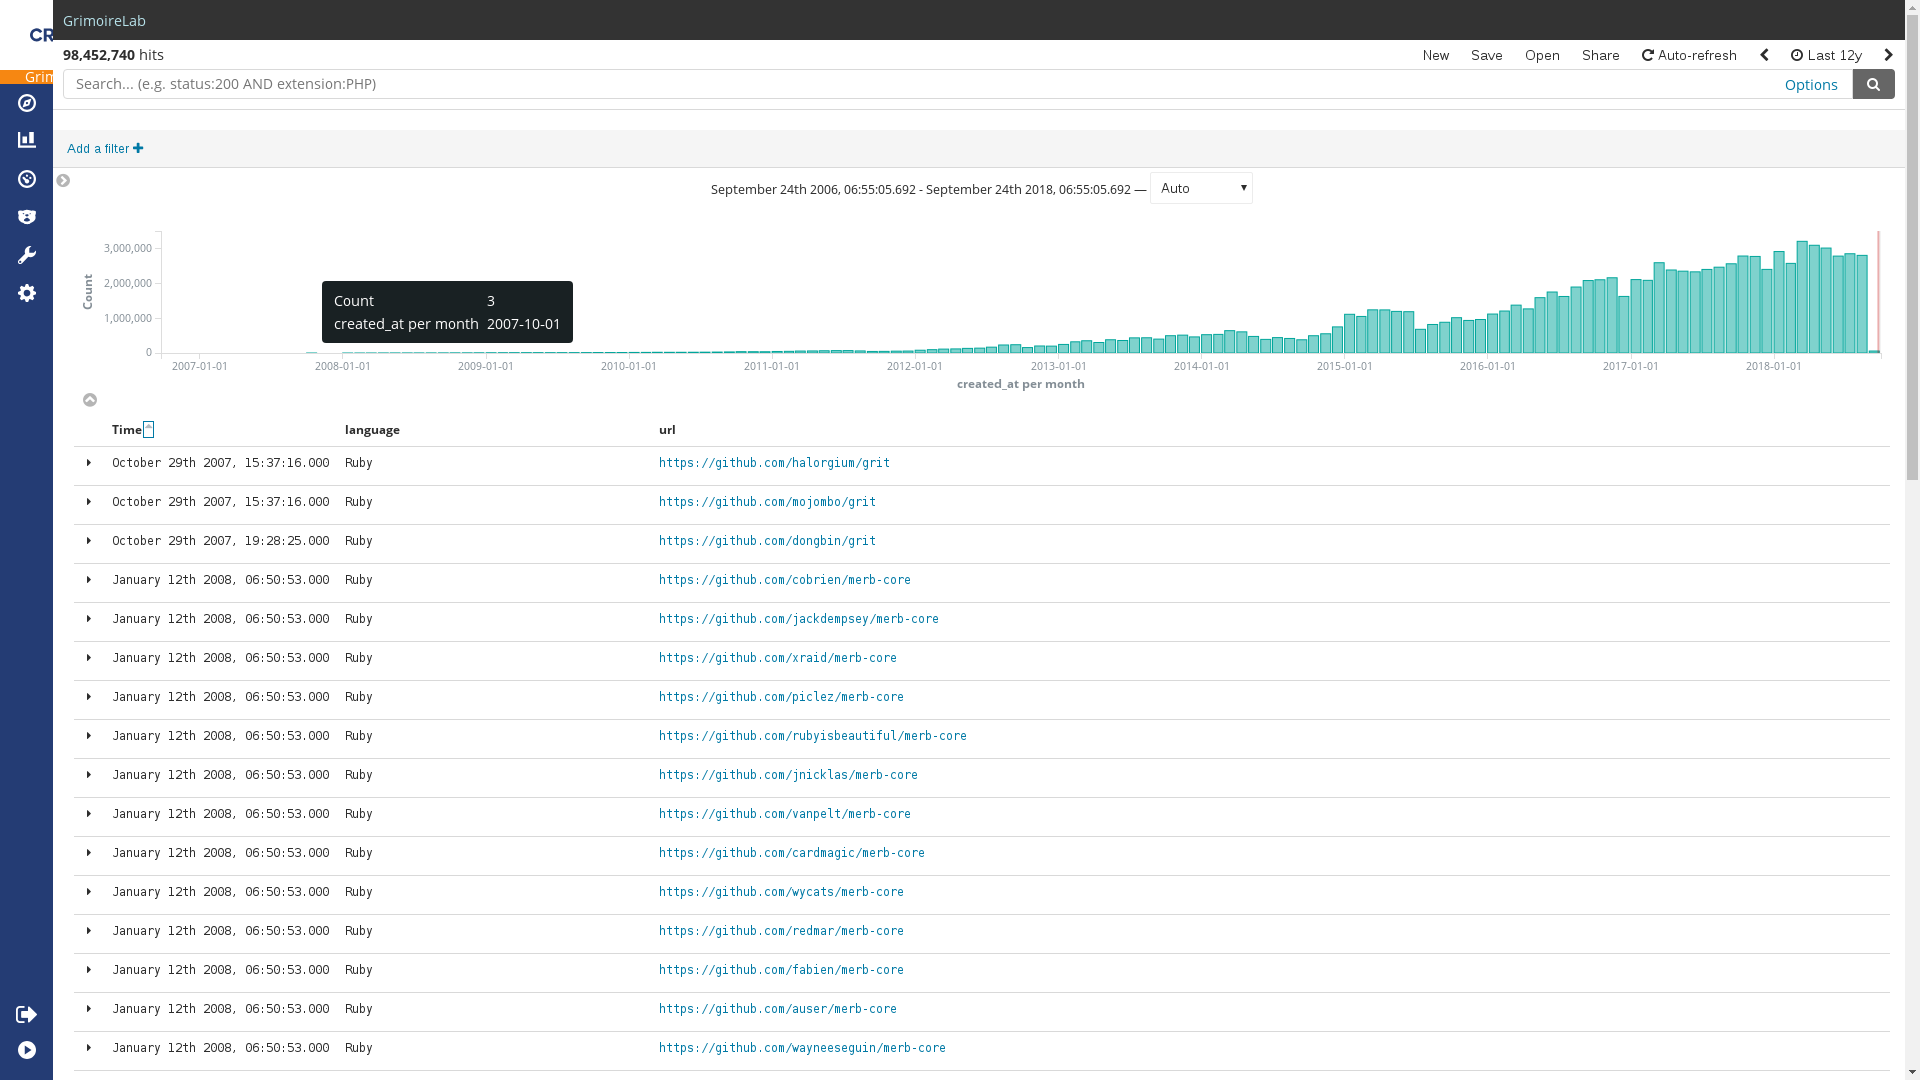 GrimoireLab
CR
98,452,740 hits
New Save Open Share Auto-refresh Last 12y
Grim
Search... (e.g. status:200 AND extension:PHP) Options
Add a filter
September 24th 2006, 06:55:05.692 - September 24th 2018, 06:55:05.692 — Auto
3,000,000
2,000,000
1,000,000
0
Count
Count 3
created_at per month 2007-10-01
2007-01-01 2008-01-01 2009-01-01 2010-01-01 2011-01-01 2012-01-01 2013-01-01 2014-01-01 2015-01-01 2016-01-01 2017-01-01 2018-01-01
created_at per month
Time language url
October 29th 2007, 15:37:16.000 Ruby https://github.com/halorgium/grit
October 29th 2007, 15:37:16.000 Ruby https://github.com/mojombo/grit
October 29th 2007, 19:28:25.000 Ruby https://github.com/dongbin/grit
January 12th 2008, 06:50:53.000 Ruby https://github.com/cobrien/merb-core
January 12th 2008, 06:50:53.000 Ruby https://github.com/jackdempsey/merb-core
January 12th 2008, 06:50:53.000 Ruby https://github.com/xraid/merb-core
January 12th 2008, 06:50:53.000 Ruby https://github.com/piclez/merb-core
January 12th 2008, 06:50:53.000 Ruby https://github.com/rubyisbeautiful/merb-core
January 12th 2008, 06:50:53.000 Ruby https://github.com/jnicklas/merb-core
January 12th 2008, 06:50:53.000 Ruby https://github.com/vanpelt/merb-core
January 12th 2008, 06:50:53.000 Ruby https://github.com/cardmagic/merb-core
January 12th 2008, 06:50:53.000 Ruby https://github.com/wycats/merb-core
January 12th 2008, 06:50:53.000 Ruby https://github.com/redmar/merb-core
January 12th 2008, 06:50:53.000 Ruby https://github.com/fabien/merb-core
January 12th 2008, 06:50:53.000 Ruby https://github.com/auser/merb-core
January 12th 2008, 06:50:53.000 Ruby https://github.com/wayneeseguin/merb-core